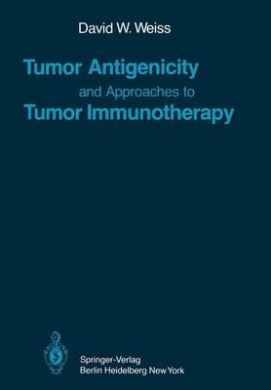 David W. Weiss
Tumor Antigenicity
and Approaches to
Tumor Immunotherapy
Springer-Verlag
Berlin Heidelberg New York